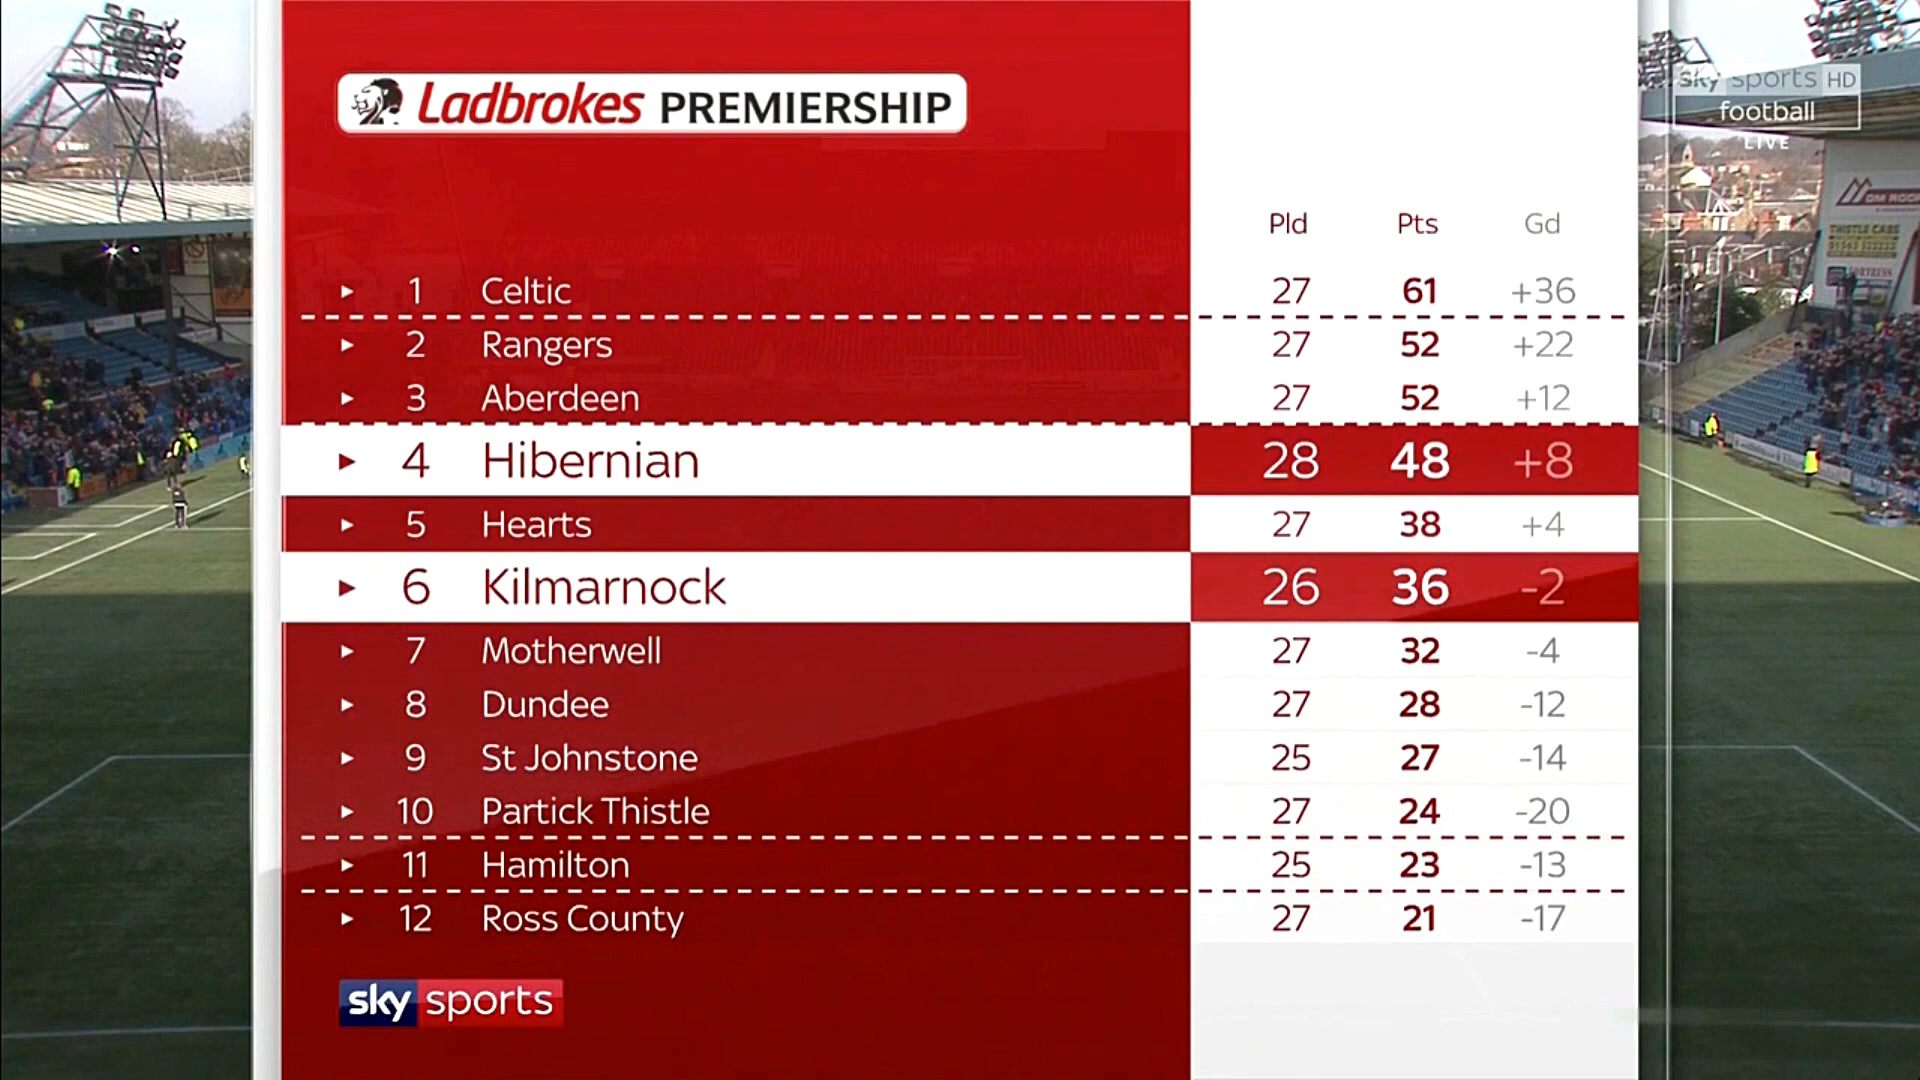 Ladbrokes PREMIERSHIP
sky sports HD
football
LIVE
Pld Pts Gd
1 Celtic 27 61 +36
2 Rangers 27 52 +22
3 Aberdeen 27 52 +12
4 Hibernian 28 48 +8
5 Hearts 27 38 +4
6 Kilmarnock 26 36 -2
7 Motherwell 27 32 -4
8 Dundee 27 28 -12
9 St Johnstone 25 27 -14
10 Partick Thistle 27 24 -20
11 Hamilton 25 23 -13
12 Ross County 27 21 -17
sky sports
THISTLE CABS